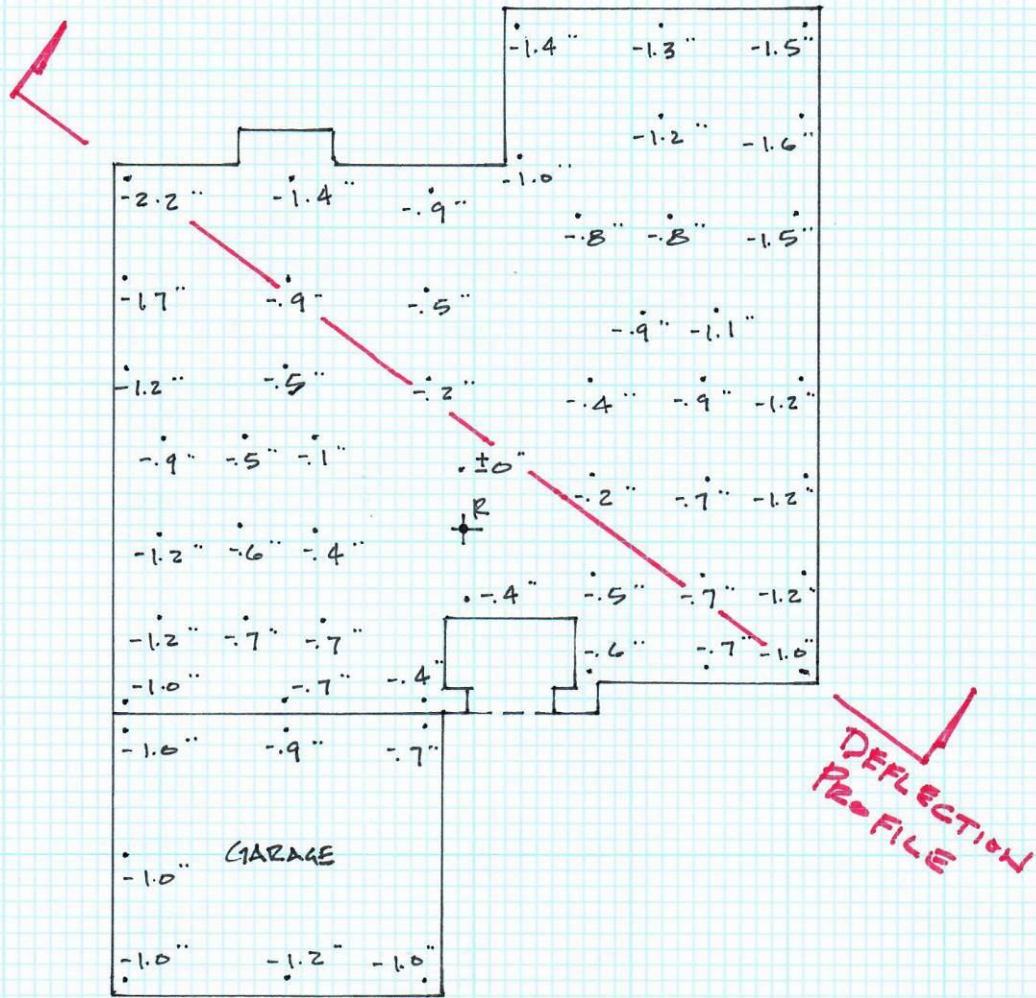 -1.4" -1.3" -1.5"
-1.2" -1.6"
-1.0"
-2.2" -1.4" -.9"
-.8" -.8" -1.5"
-1.7" -.9" -.5"
-.9" -1.1"
-1.2" -.5" -.2" -.4" -.9" -1.2"
-.9" -.5" -.1" ±0"
-.2" -.7" -1.2"
R
-1.2" -.6" -.4"
-.4" -.5" -.7" -1.2"
-1.2" -.7" -.7"
-.6" -.7" -1.0"
-1.0" -.7" -.4"
-1.0" -.9" -.7"
DEFLECTION
PROFILE
GARAGE
-1.0"
-1.0" -1.2" -1.0"